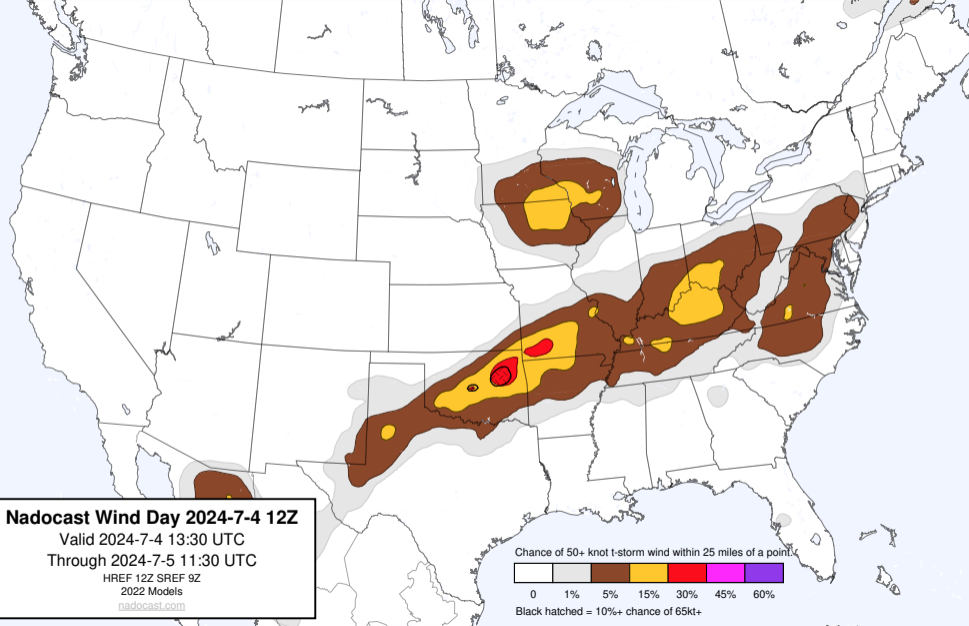 Nadocast Wind Day 2024-7-4 12Z
Valid 2024-7-4 13:30 UTC
Through 2024-7-5 11:30 UTC
HREF 12Z SREF 9Z
2022 Models
nadocast.com
Chance of 50+ knot t-storm wind within 25 miles of a point.
0 1% 5% 15% 30% 45% 60%
Black hatched = 10%+ chance of 65kt+